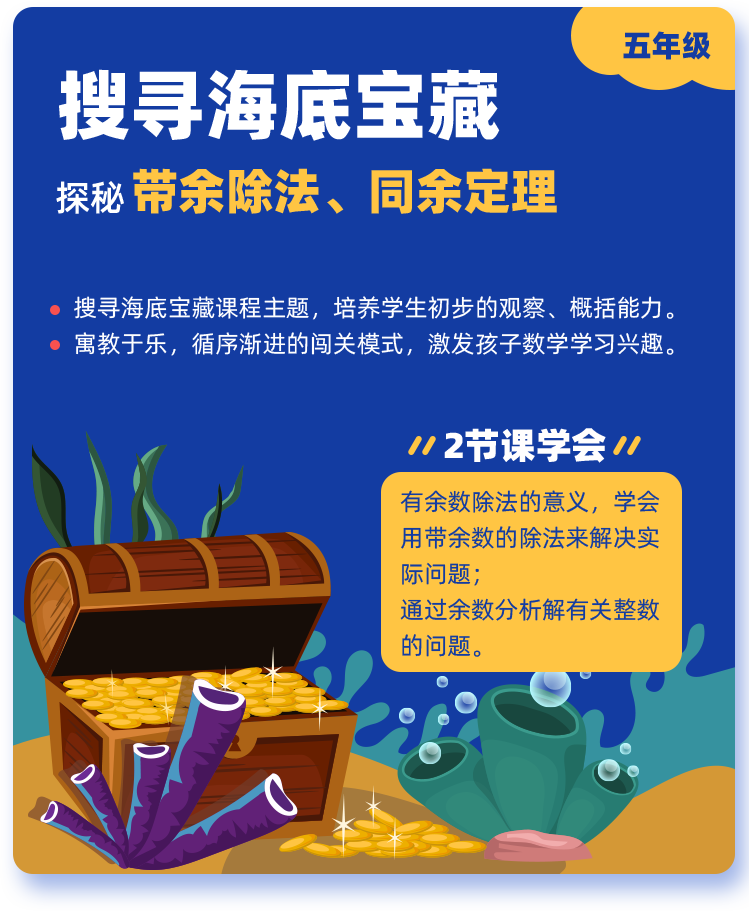 五年级
搜寻海底宝藏
探秘 带余除法、同余定理
搜寻海底宝藏课程主题，培养学生初步的观察、概括能力。
寓教于乐，循序渐进的闯关模式，激发孩子数学学习兴趣。
2节课学会
有余数除法的意义，学会
用带余数的除法来解决实
际问题；
通过余数分析解有关整数
的问题。